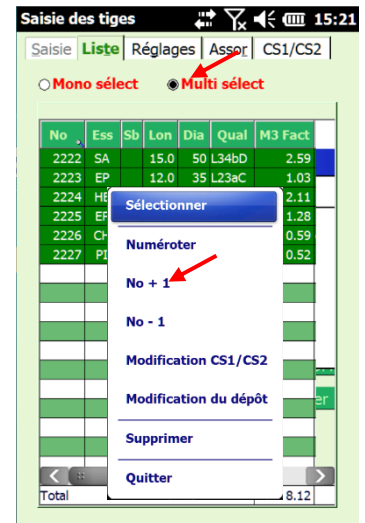 Saisie des tiges 15:21
Saisie Liste Réglages Assor CS1/CS2
Mono sélect Multi sélect
No Ess Sb Lon Dia Qual M3 Fact
2222 SA 15.0 50 L34bD 2.59
2223 EP 12.0 35 L23aC 1.03
2224 2.11
2225 1.28
2226 0.59
2227 0.52
Sélectionner
Numéroter
No + 1
No - 1
Modification CS1/CS2
Modification du dépôt
er
Supprimer
Quitter
Total 8.12